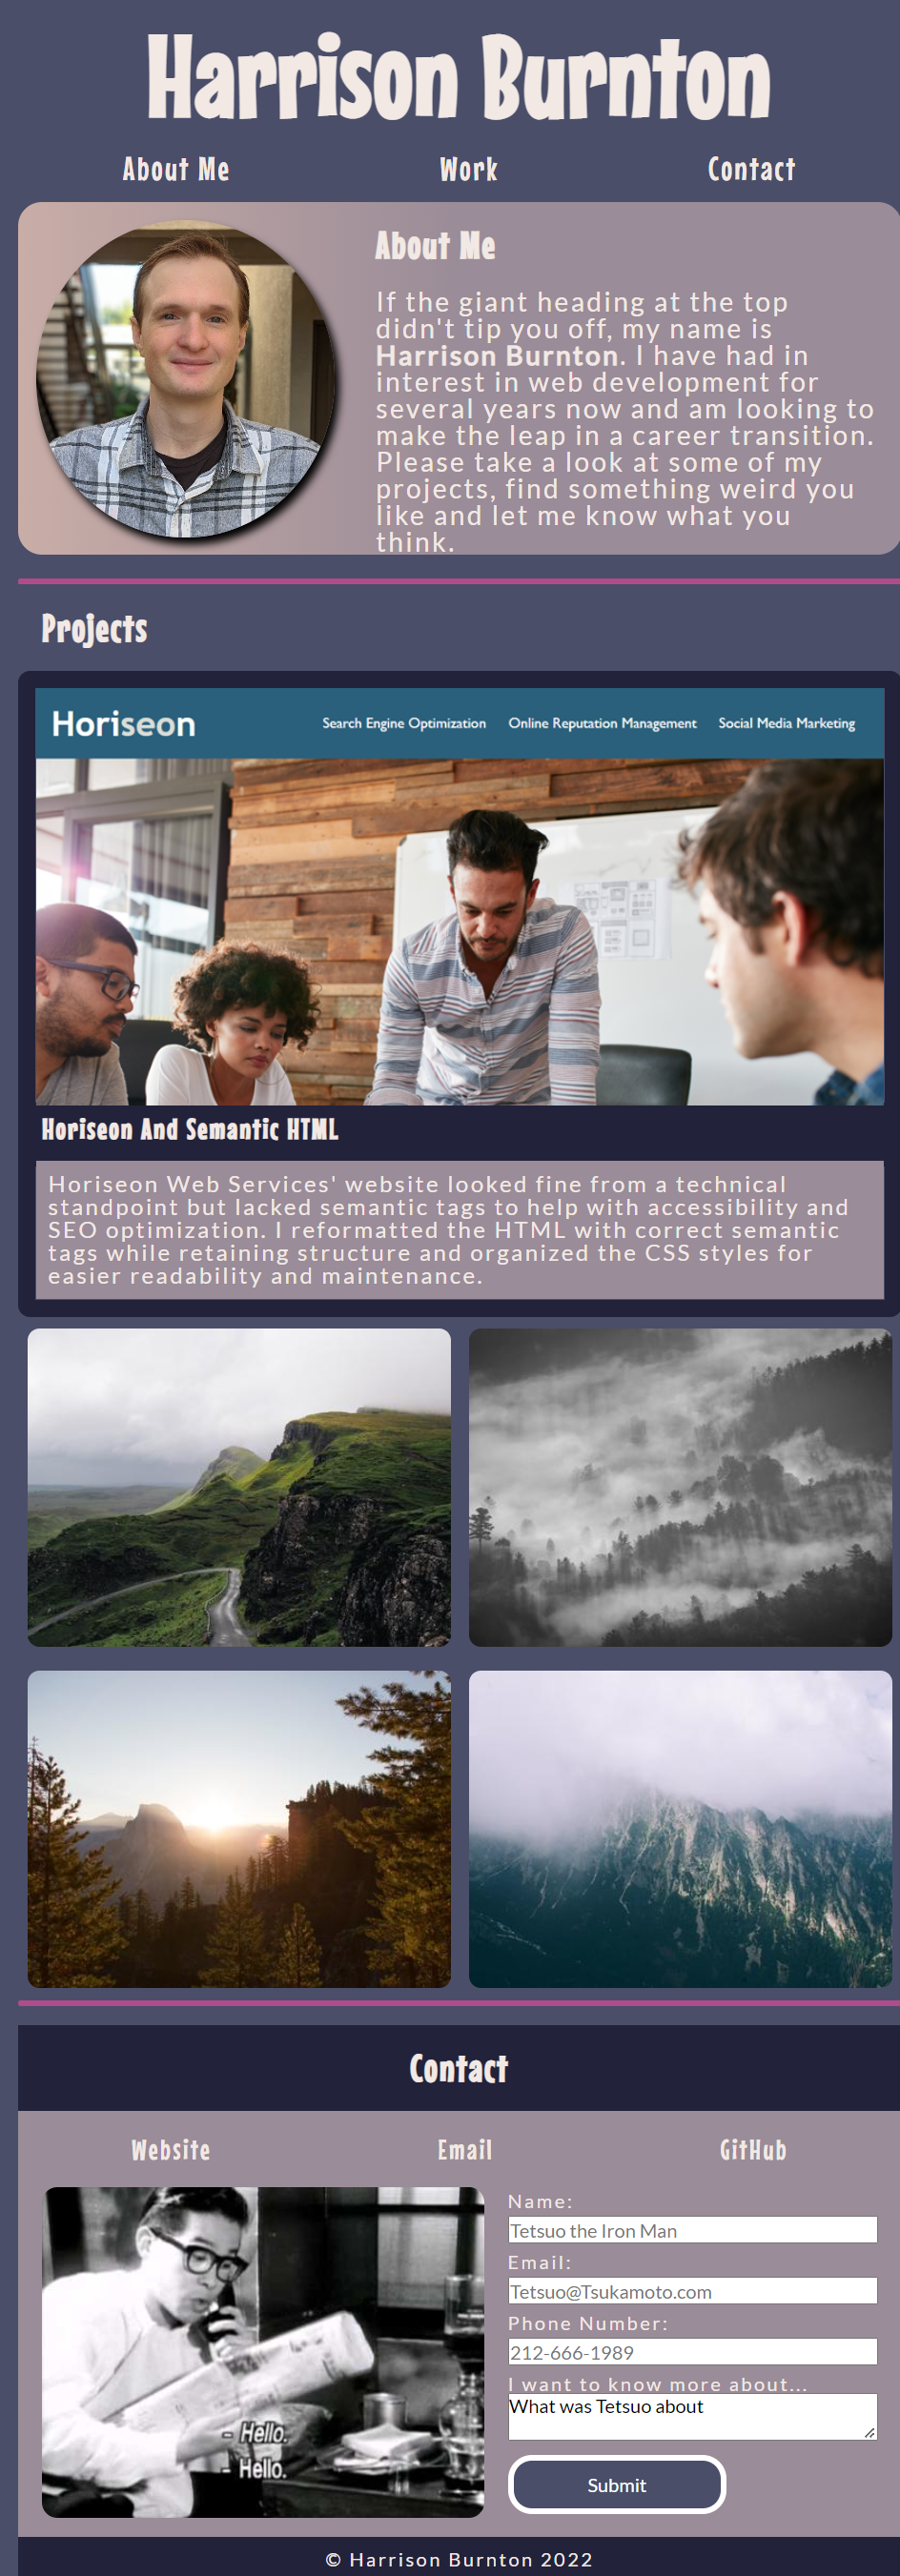 Harrison Burnton
About Me
Work
Contact
About Me
If the giant heading at the top
didn't tip you off, my name is
Harrison Burnton. I have had in
interest in web development for
several years now and am looking to
make the leap in a career transition.
Please take a look at some of my
projects, find something weird you
like and let me know what you
think.
Projects
Horiseon
Search Engine Optimization
Online Reputation Management
Social Media Marketing
Horiseon And Semantic HTML
Horiseon Web Services' website looked fine from a technical
standpoint but lacked semantic tags to help with accessibility and
SEO optimization. I reformatted the HTML with correct semantic
tags while retaining structure and organized the CSS styles for
easier readability and maintenance.
Contact
Website
Email
GitHub
- Hello.
- Hello.
Name:
Tetsuo the Iron Man
Email:
Tetsuo@Tsukamoto.com
Phone Number:
212-666-1989
I want to know more about...
What was Tetsuo about
Submit
© Harrison Burnton 2022